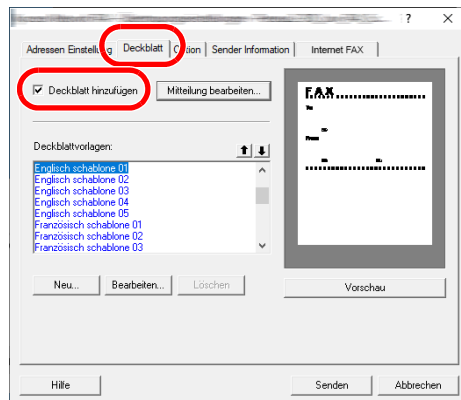 ?
Adressen Einstellung Deckblatt Option Sender Information Internet FAX
Deckblatt hinzufügen Mitteilung bearbeiten...
FAX
Deckblattvorlagen:
Englisch schablone 01
Englisch schablone 02
Englisch schablone 03
Englisch schablone 04
Englisch schablone 05
Französisch schablone 01
Französisch schablone 02
Französisch schablone 03
Neu... Bearbeiten... Löschen Vorschau
Hilfe Senden Abbrechen